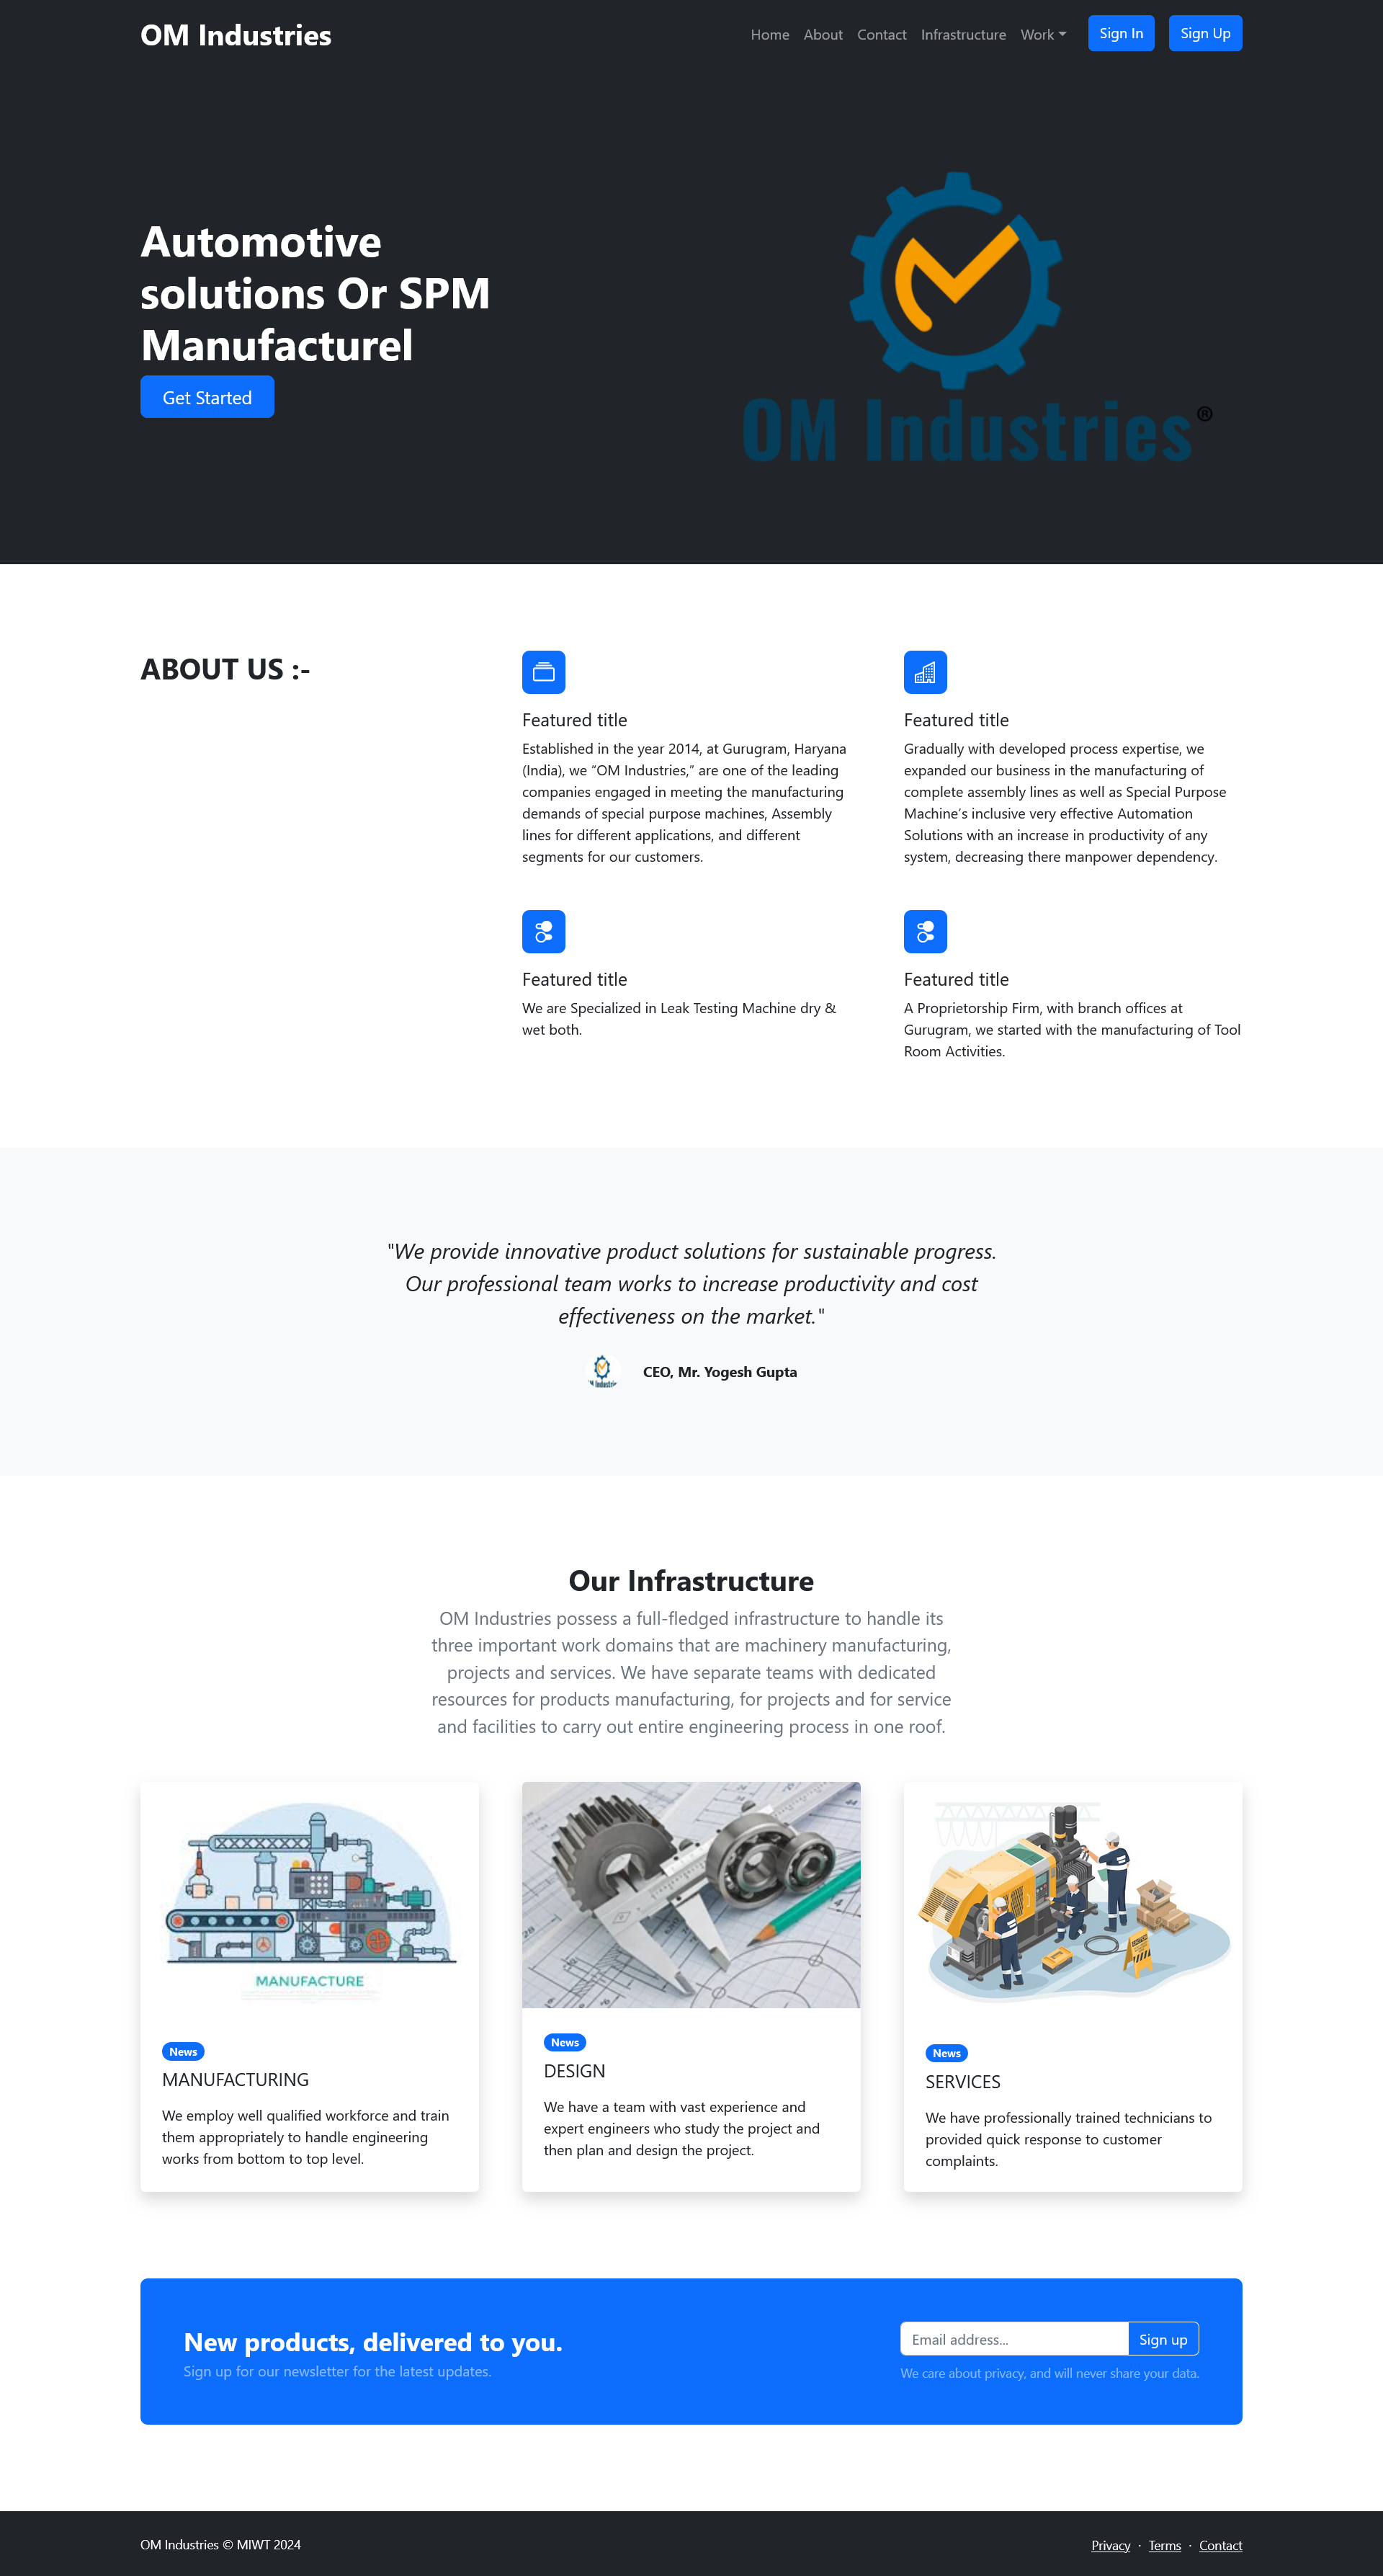 OM Industries
Home About Contact Infrastructure Work Sign In Sign Up
Automotive
solutions Or SPM
Manufacturel
Get Started
OM Industries®
ABOUT US :-
Featured title
Established in the year 2014, at Gurugram, Haryana
(India), we “OM Industries,” are one of the leading
companies engaged in meeting the manufacturing
demands of special purpose machines, Assembly
lines for different applications, and different
segments for our customers.
Featured title
Gradually with developed process expertise, we
expanded our business in the manufacturing of
complete assembly lines as well as Special Purpose
Machine’s inclusive very effective Automation
Solutions with an increase in productivity of any
system, decreasing there manpower dependency.
Featured title
We are Specialized in Leak Testing Machine dry &
wet both.
Featured title
A Proprietorship Firm, with branch offices at
Gurugram, we started with the manufacturing of Tool
Room Activities.
"We provide innovative product solutions for sustainable progress.
Our professional team works to increase productivity and cost
effectiveness on the market."
CEO, Mr. Yogesh Gupta
Our Infrastructure
OM Industries possess a full-fledged infrastructure to handle its
three important work domains that are machinery manufacturing,
projects and services. We have separate teams with dedicated
resources for products manufacturing, for projects and for service
and facilities to carry out entire engineering process in one roof.
MANUFACTURE
News
MANUFACTURING
We employ well qualified workforce and train
them appropriately to handle engineering
works from bottom to top level.
News
DESIGN
We have a team with vast experience and
expert engineers who study the project and
then plan and design the project.
News
SERVICES
We have professionally trained technicians to
provided quick response to customer
complaints.
New products, delivered to you.
Sign up for our newsletter for the latest updates.
Email address...
Sign up
We care about privacy, and will never share your data.
OM Industries © MIWT 2024
Privacy · Terms · Contact